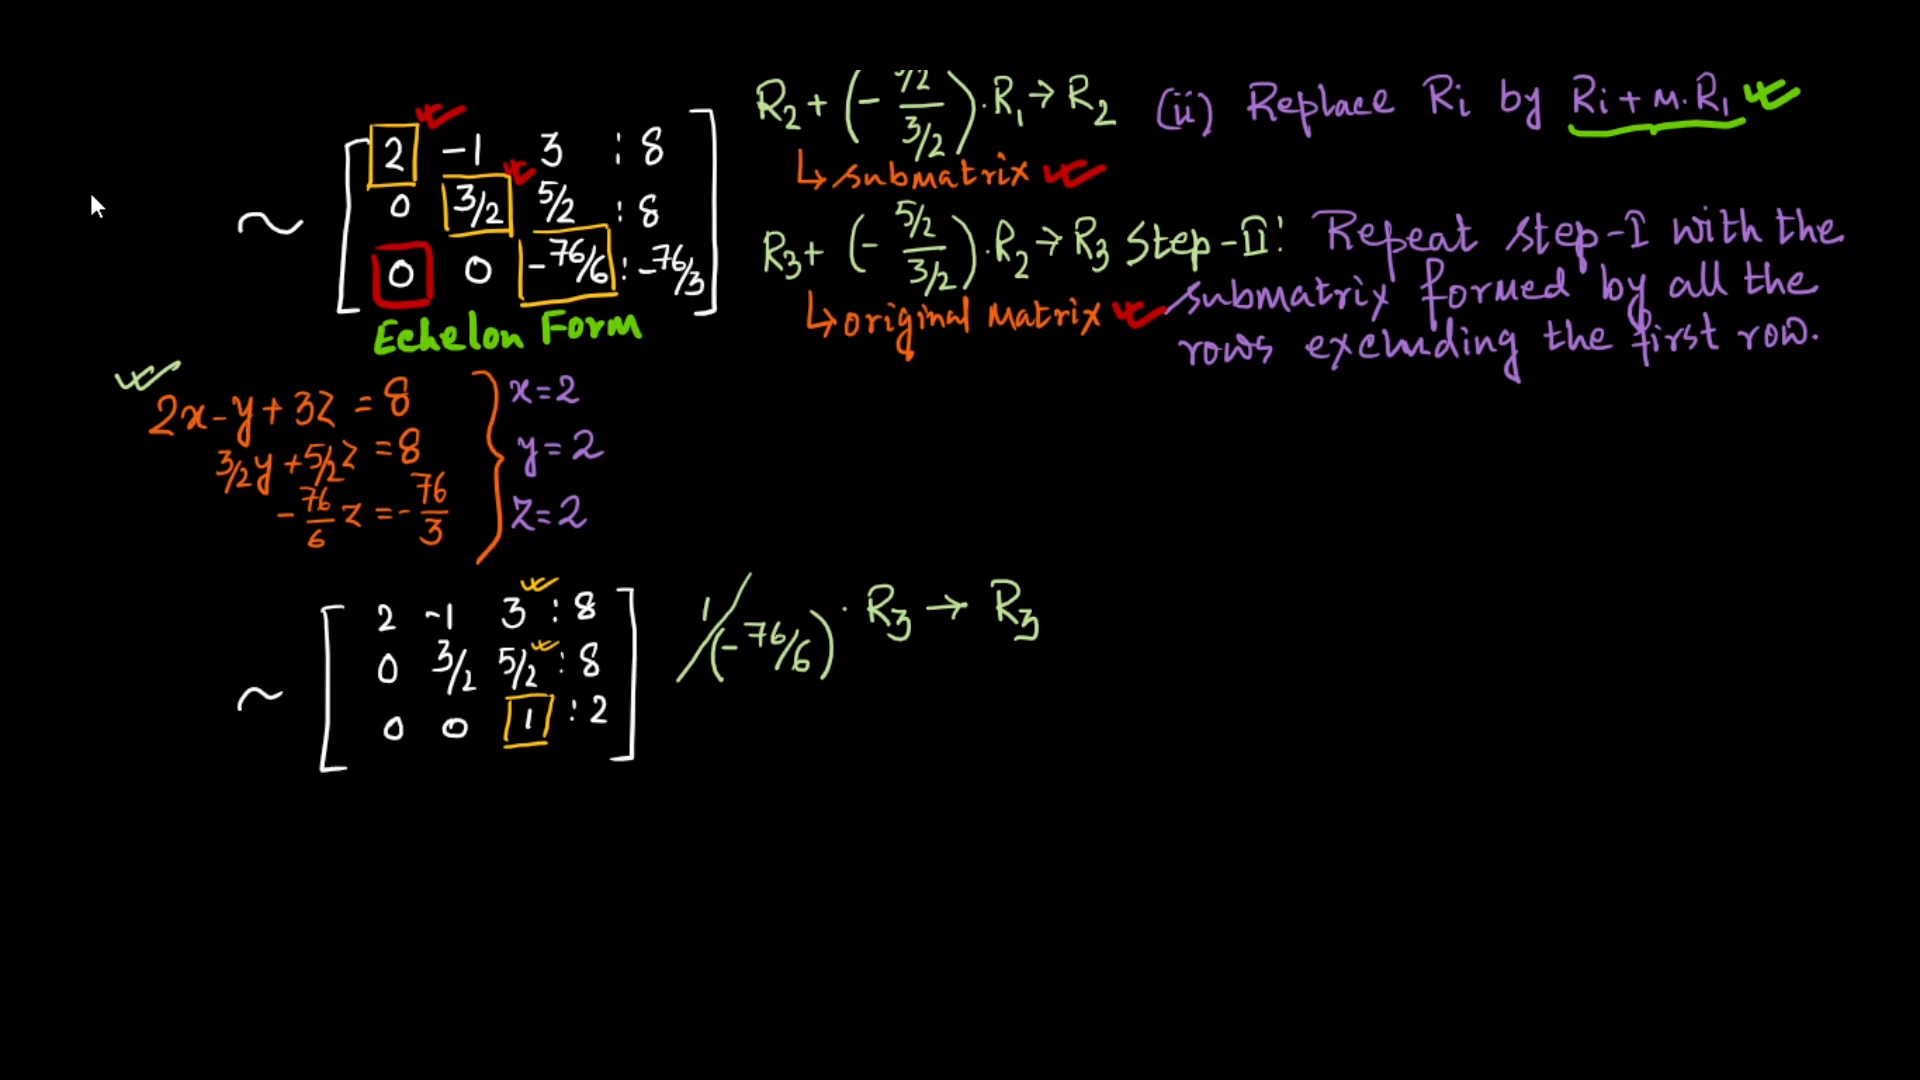 R2 + (- 5/2 / 3/2) . R1 → R2
↳ submatrix
R3 + (- 5/2 / 3/2) . R2 → R3
↳ original matrix
(ii) Replace Ri by Ri + m.R1
Step-II: Repeat step-I with the
submatrix formed by all the
rows excluding the first row.
~ [ 2 -1 3 : 8
0 3/2 5/2 : 8
0 0 -76/6 : -76/3 ]
Echelon Form
2x - y + 3z = 8
3/2 y + 5/2 z = 8
- 76/6 z = - 76/3
x = 2
y = 2
z = 2
~ [ 2 -1 3 : 8
0 3/2 5/2 : 8
0 0 1 : 2 ]
1/(-76/6) . R3 → R3